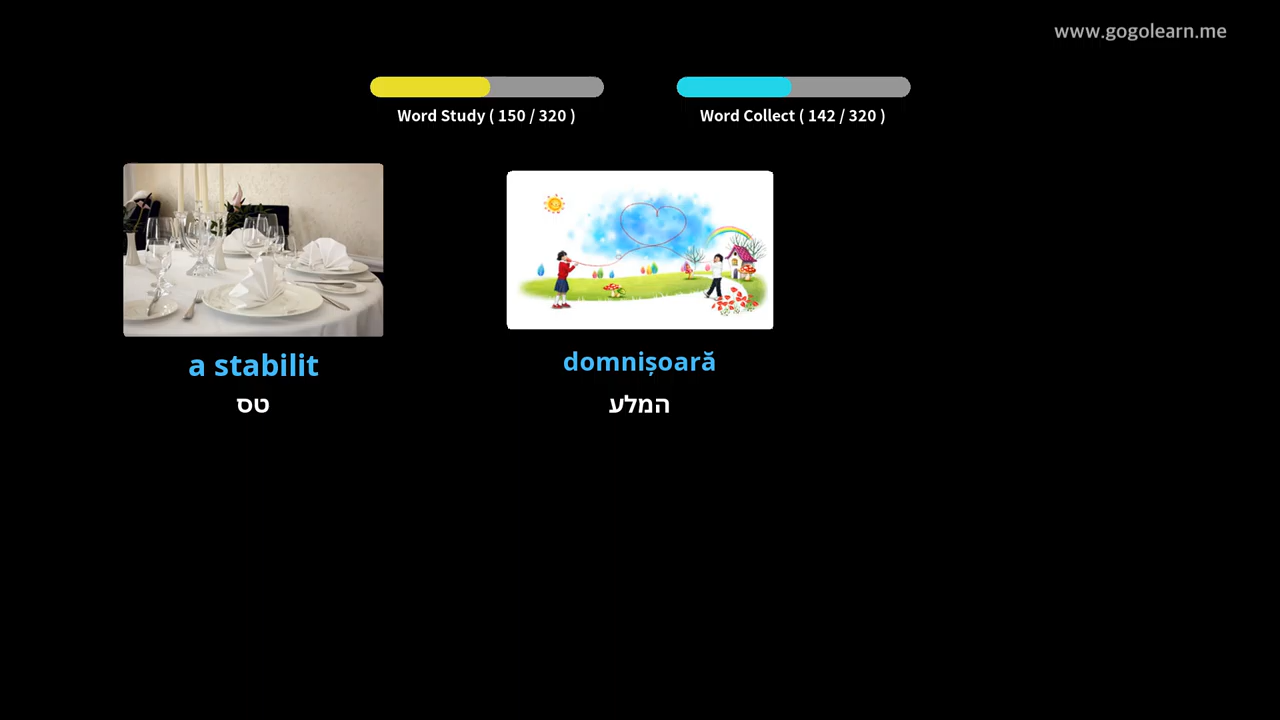 www.gogolearn.me
Word Study ( 150 / 320 )
Word Collect ( 142 / 320 )
a stabilit
טס
domnișoară
המלע